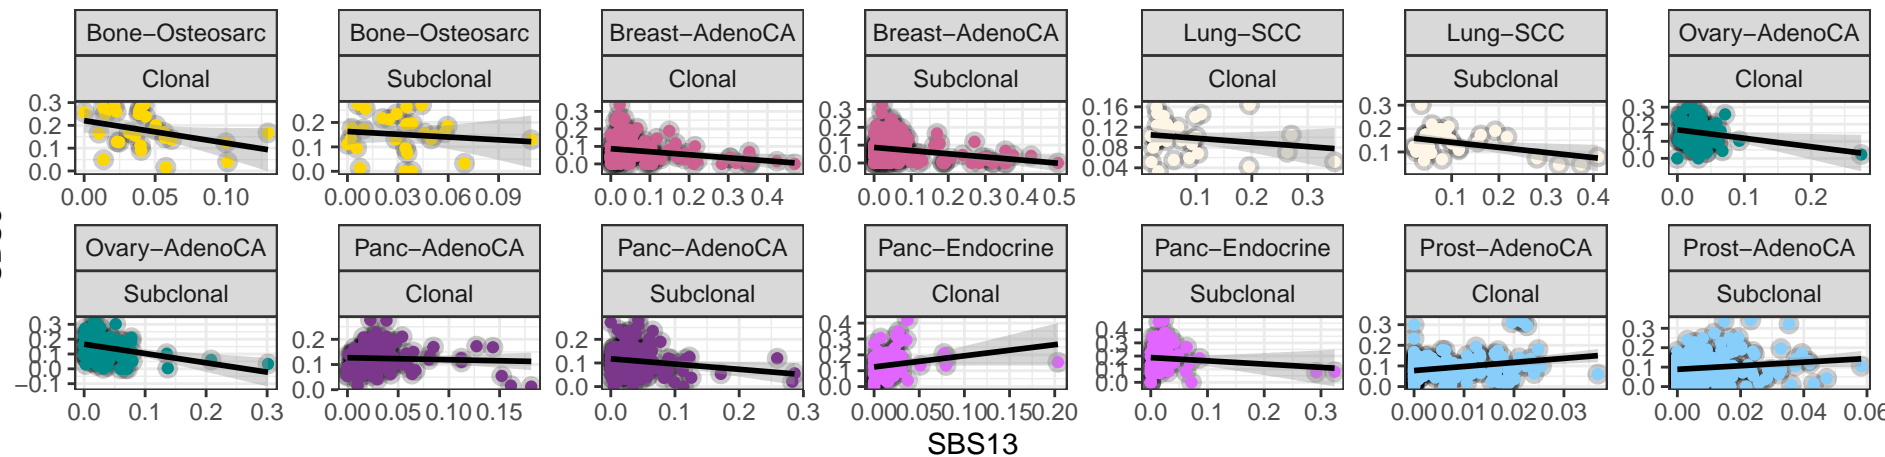 Bone−Osteosarc Bone−Osteosarc Breast−AdenoCA Breast−AdenoCA Lung−SCC Lung−SCC Ovary−AdenoCA
Clonal Subclonal Clonal Subclonal Clonal Subclonal Clonal
0.3 0.2 0.1 0.0 0.2 0.1 0.0 0.3 0.2 0.1 0.0 0.3 0.2 0.1 0.0 0.16 0.12 0.08 0.04 0.3 0.2 0.1 0.3 0.2 0.1 0.0
0.00 0.05 0.10 0.00 0.03 0.06 0.09 0.0 0.1 0.2 0.3 0.4 0.0 0.1 0.2 0.3 0.4 0.5 0.1 0.2 0.3 0.1 0.2 0.3 0.4 0.0 0.1 0.2
Ovary−AdenoCA Panc−AdenoCA Panc−AdenoCA Panc−Endocrine Panc−Endocrine Prost−AdenoCA Prost−AdenoCA
Subclonal Clonal Subclonal Clonal Subclonal Clonal Subclonal
0.3 0.2 0.1 0.0 −0.1 0.2 0.1 0.0 0.2 0.1 0.0 0.4 0.3 0.2 0.1 0.0 0.4 0.3 0.2 0.1 0.0 0.3 0.2 0.1 0.0 0.3 0.2 0.1 0.0
0.0 0.1 0.2 0.3 0.00 0.05 0.10 0.15 0.0 0.1 0.2 0.3 0.00 0.05 0.10 0.15 0.20 0.0 0.1 0.2 0.3 0.00 0.01 0.02 0.03 0.00 0.02 0.04 0.06
SBS13